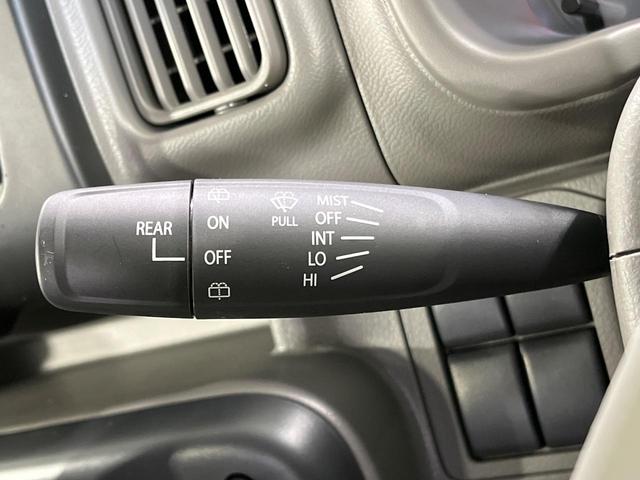 REAR
ON
OFF
PULL
MIST
OFF
INT
LO
HI